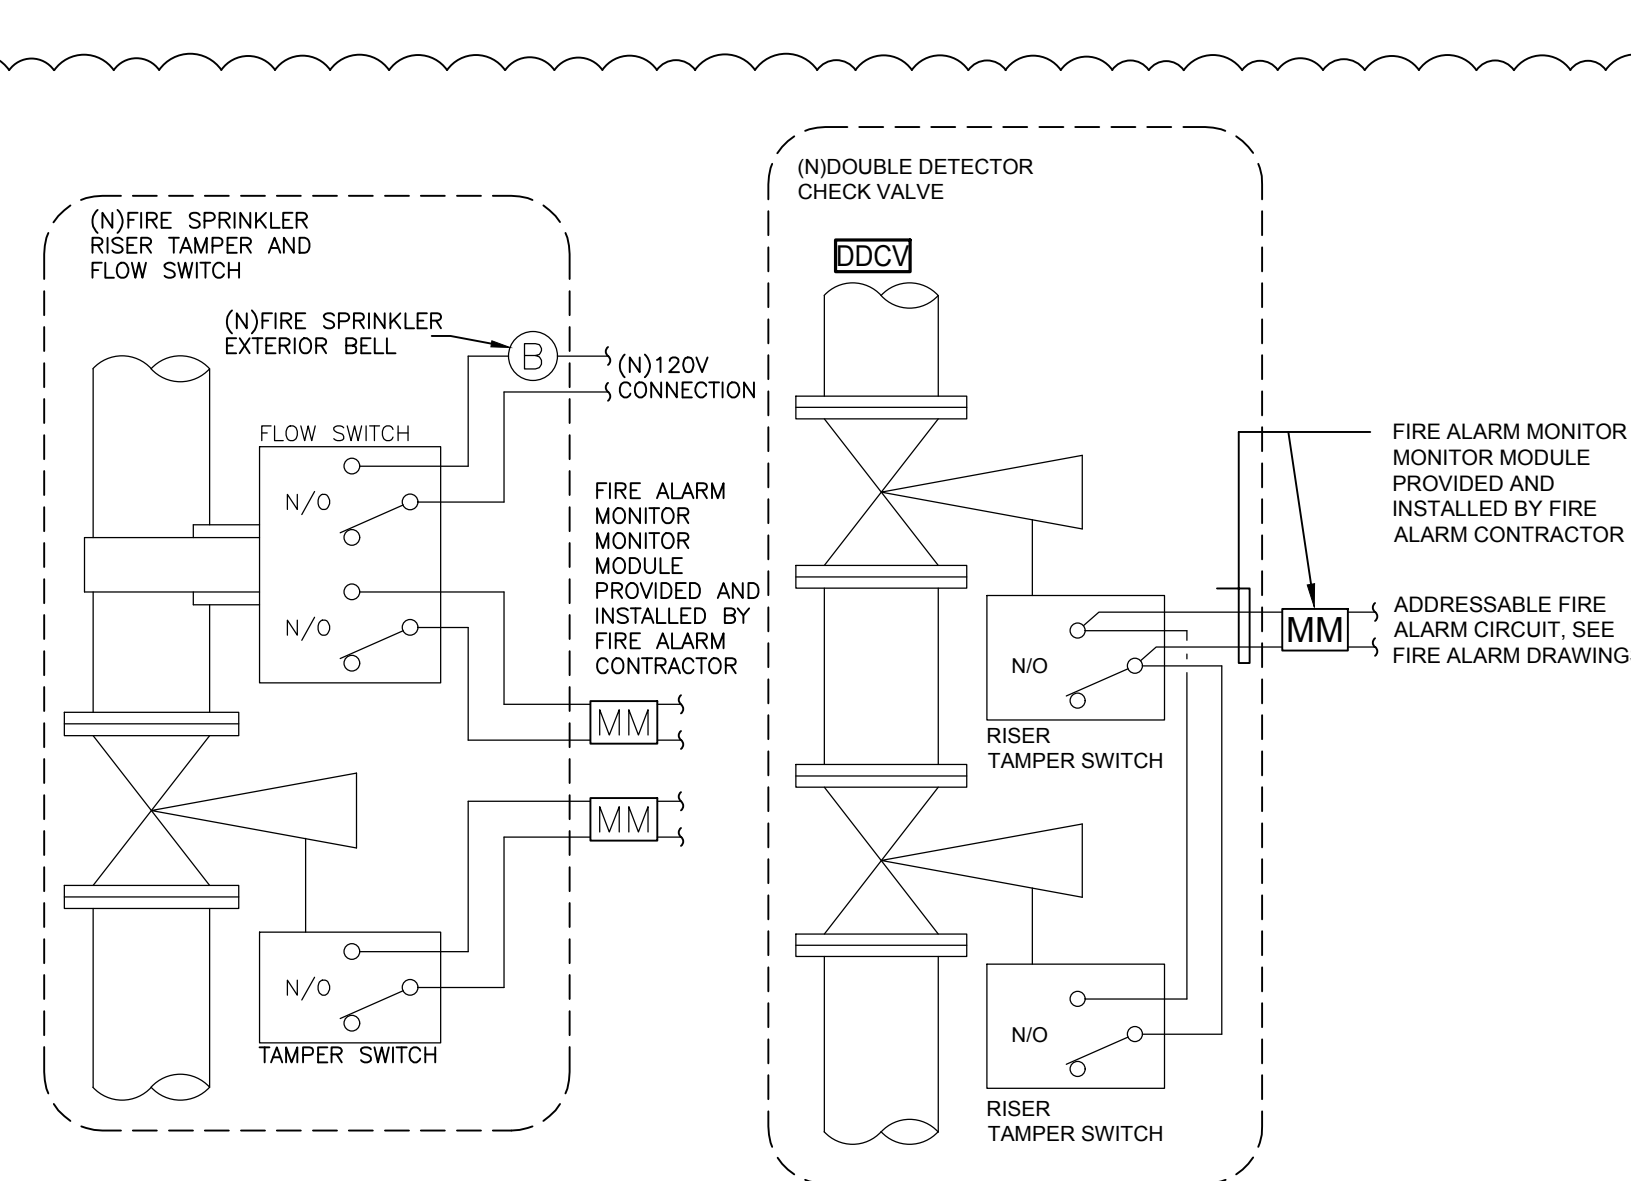 (N)FIRE SPRINKLER
RISER TAMPER AND
FLOW SWITCH
(N)FIRE SPRINKLER
EXTERIOR BELL
B
(N)120V
CONNECTION
FLOW SWITCH
N/O
N/O
FIRE ALARM
MONITOR
MONITOR
MODULE
PROVIDED AND
INSTALLED BY
FIRE ALARM
CONTRACTOR
MM
MM
N/O
TAMPER SWITCH
(N)DOUBLE DETECTOR
CHECK VALVE
DDCV
FIRE ALARM MONITOR
MONITOR MODULE
PROVIDED AND
INSTALLED BY FIRE
ALARM CONTRACTOR
MM
ADDRESSABLE FIRE
ALARM CIRCUIT, SEE
FIRE ALARM DRAWING
N/O
RISER
TAMPER SWITCH
N/O
RISER
TAMPER SWITCH